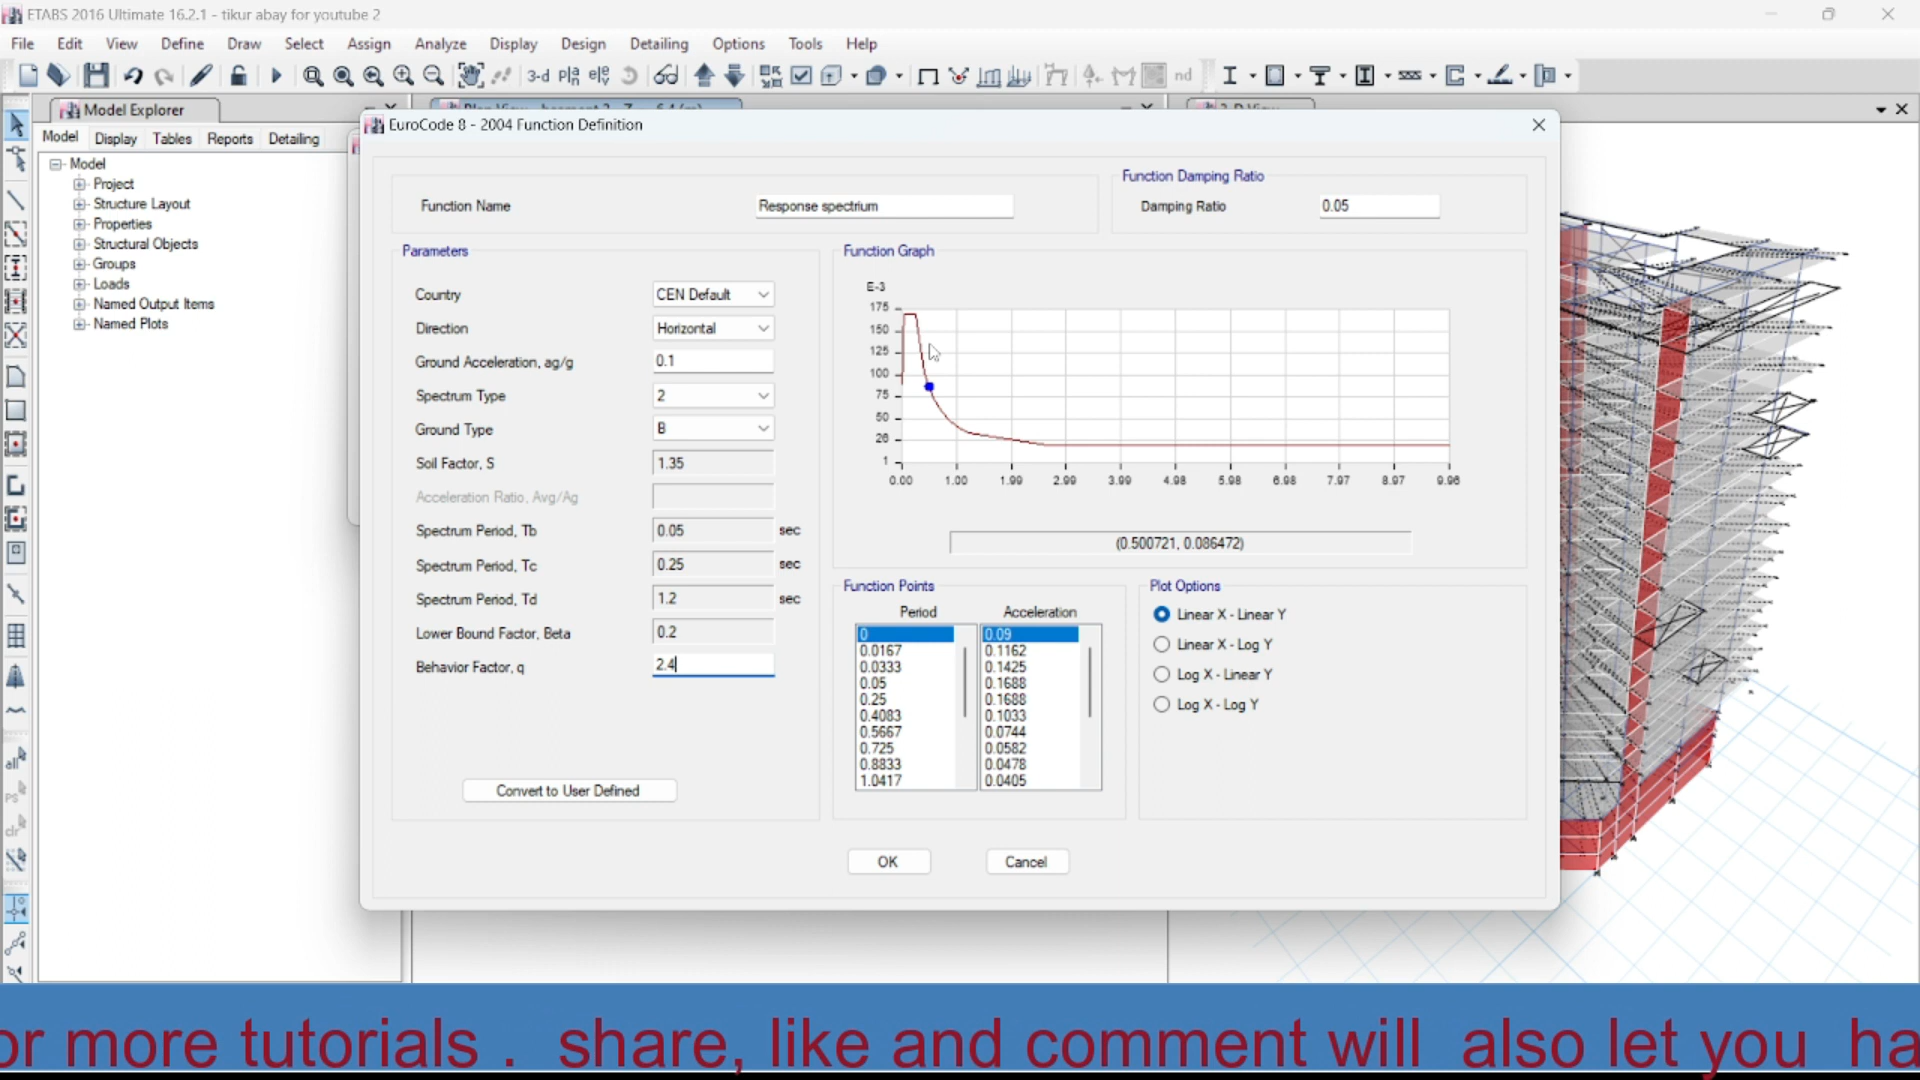 ETABS 2016 Ultimate 16.2.1 - tikur abay for youtube 2
File Edit View Define Draw Select Assign Analyze Display Design Detailing Options Tools Help
3-d pla ele nd
Model Explorer
Model Display Tables Reports Detailing
Model
Project
Structure Layout
Properties
Structural Objects
Groups
Loads
Named Output Items
Named Plots
EuroCode 8 - 2004 Function Definition
Function Name Response spectrium
Function Damping Ratio
Damping Ratio 0.05
Parameters
Country CEN Default
Direction Horizontal
Ground Acceleration, ag/g 0.1
Spectrum Type 2
Ground Type B
Soil Factor, S 1.35
Acceleration Ratio, Avg/Ag
Spectrum Period, Tb 0.05 sec
Spectrum Period, Tc 0.25 sec
Spectrum Period, Td 1.2 sec
Lower Bound Factor, Beta 0.2
Behavior Factor, q 2.4
Convert to User Defined
Function Graph
E-3
175
150
125
100
75
50
26
1
0.00 1.00 1.99 2.99 3.99 4.98 5.98 6.98 7.97 8.97 9.96
(0.500721, 0.086472)
Function Points
Period Acceleration
0 0.09
0.0167 0.1162
0.0333 0.1425
0.05 0.1688
0.25 0.1688
0.4083 0.1033
0.5667 0.0744
0.725 0.0582
0.8833 0.0478
1.0417 0.0405
Plot Options
Linear X - Linear Y
Linear X - Log Y
Log X - Linear Y
Log X - Log Y
OK Cancel
or more tutorials . share, like and comment will also let you ha